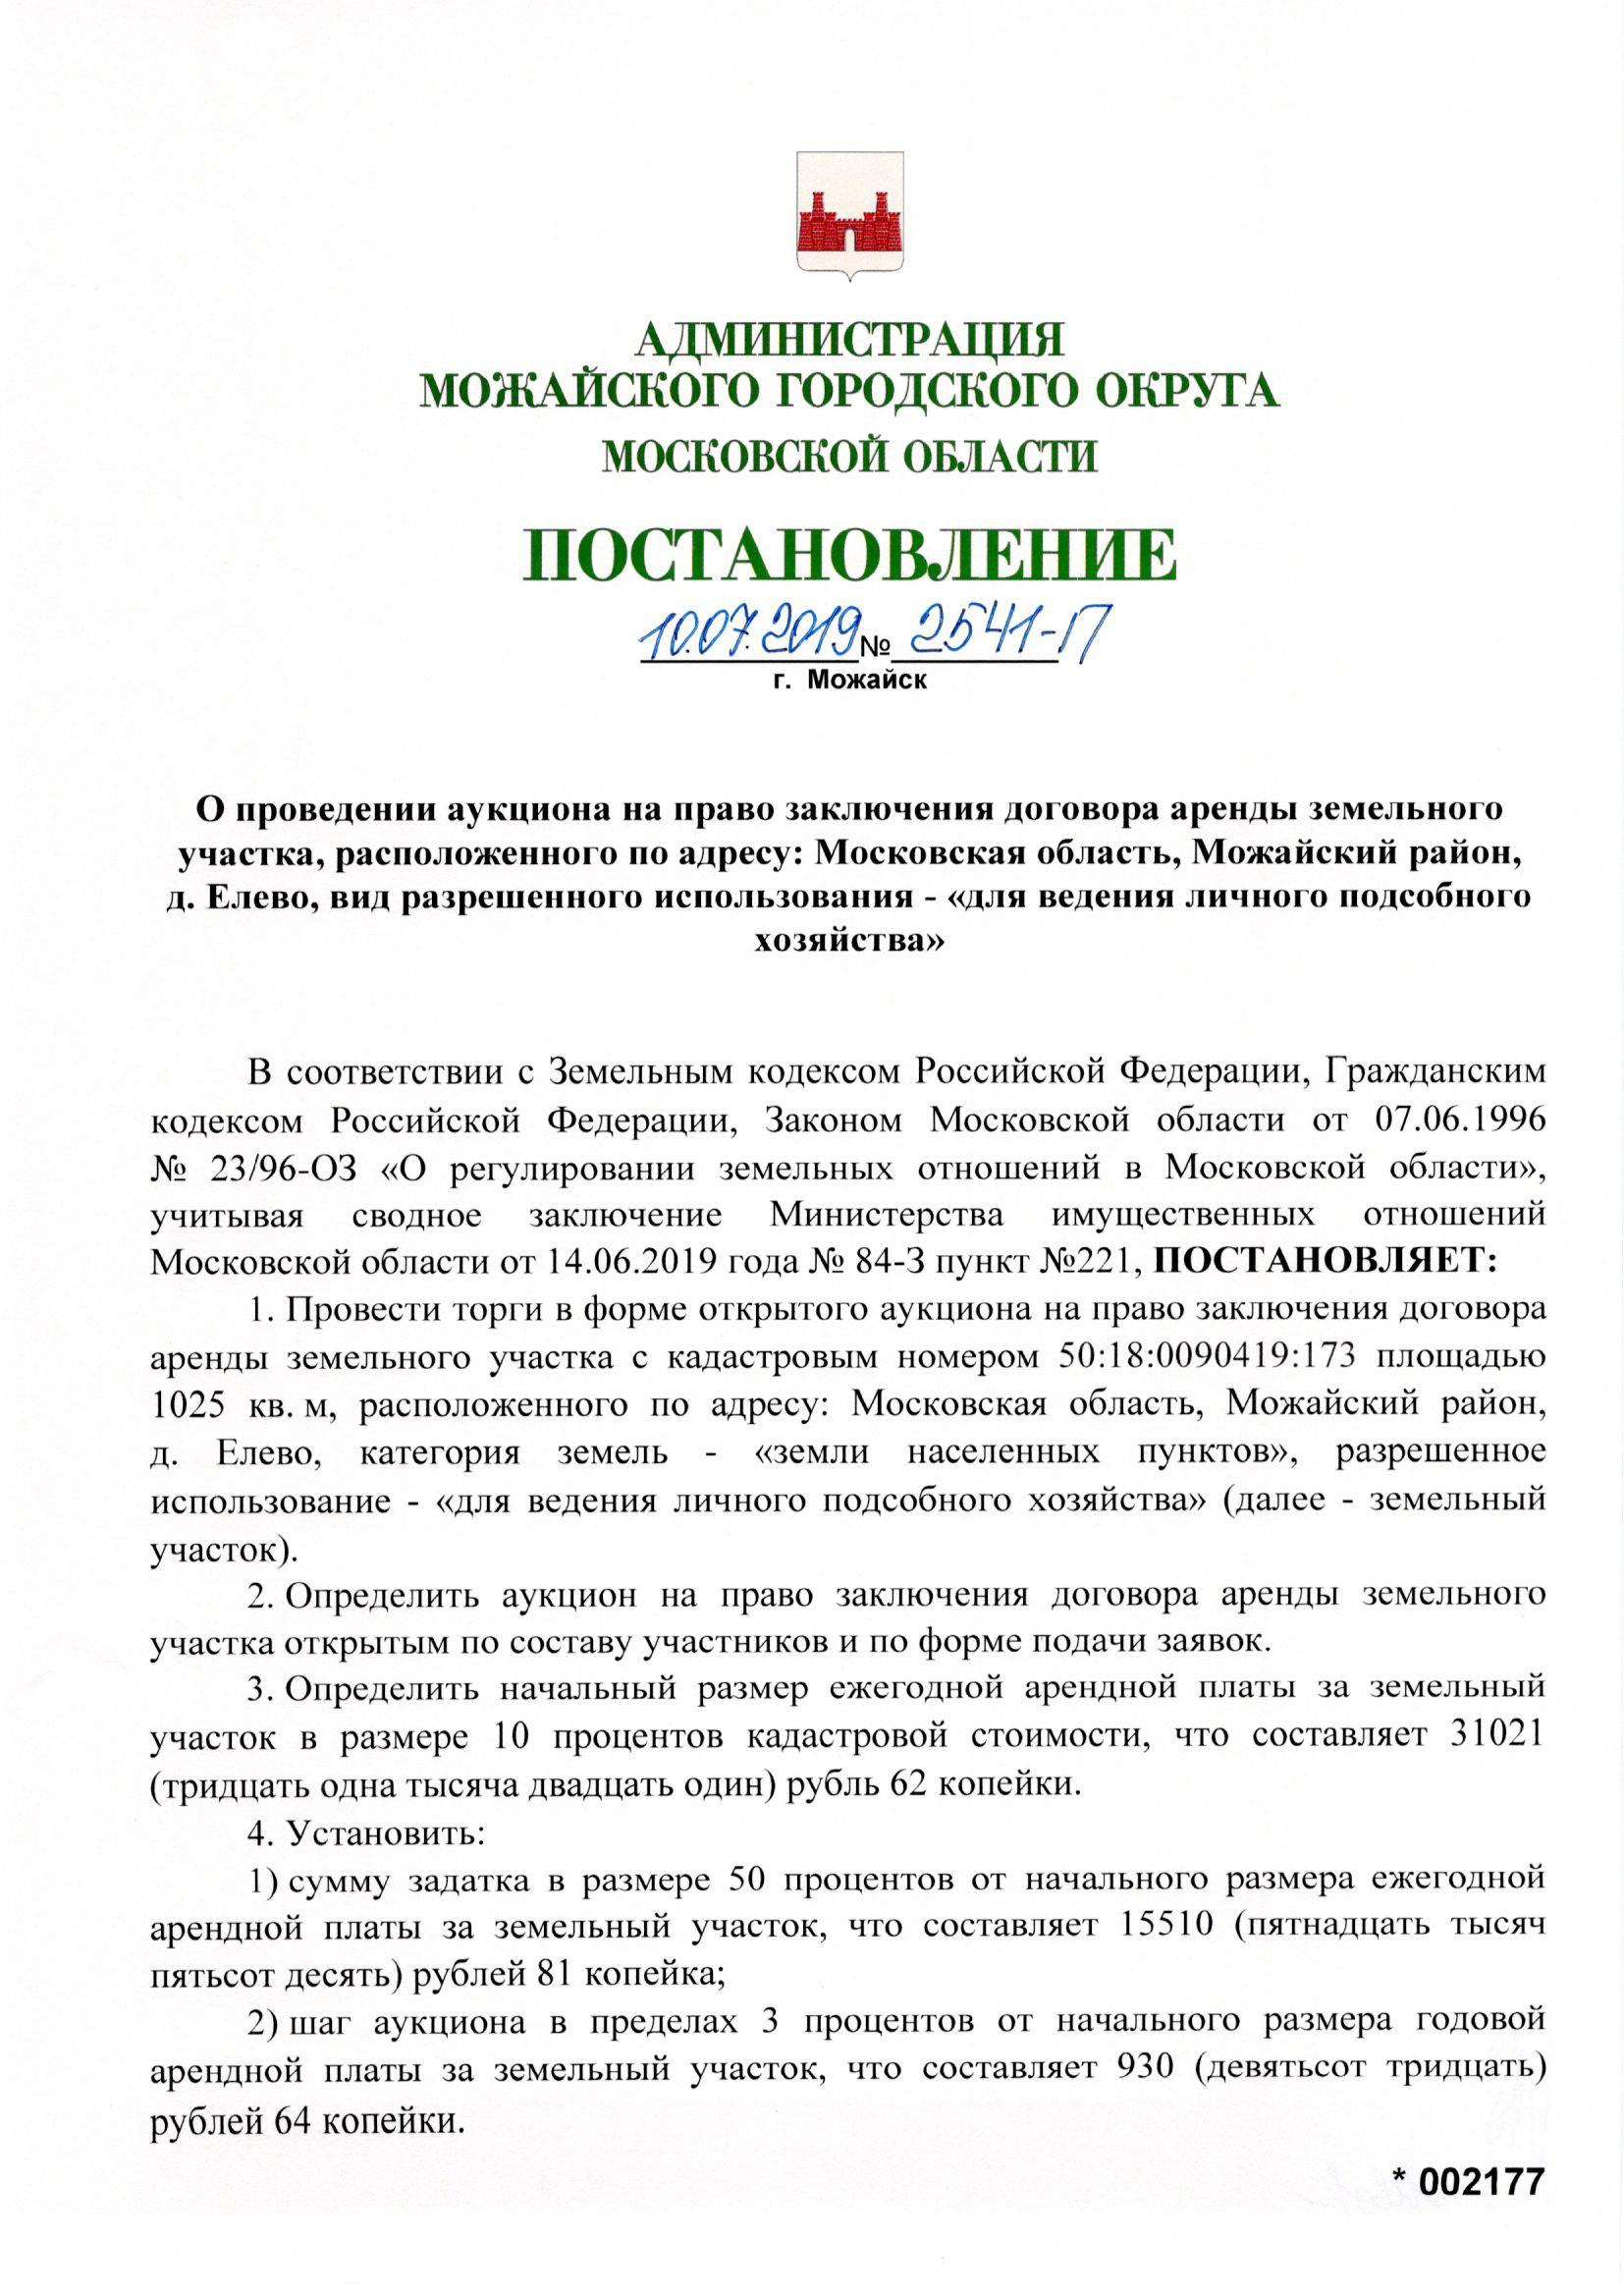 АДМИНИСТРАЦИЯ
МОЖАЙСКОГО ГОРОДСКОГО ОКРУГА
МОСКОВСКОЙ ОБЛАСТИ
ПОСТАНОВЛЕНИЕ
10.07.2019 № 2541-П
г. Можайск
О проведении аукциона на право заключения договора аренды земельного
участка, расположенного по адресу: Московская область, Можайский район,
д. Елево, вид разрешенного использования - «для ведения личного подсобного
хозяйства»
В соответствии с Земельным кодексом Российской Федерации, Гражданским
кодексом Российской Федерации, Законом Московской области от 07.06.1996
№ 23/96-ОЗ «О регулировании земельных отношений в Московской области»,
учитывая сводное заключение Министерства имущественных отношений
Московской области от 14.06.2019 года № 84-З пункт №221, ПОСТАНОВЛЯЕТ:
1. Провести торги в форме открытого аукциона на право заключения договора
аренды земельного участка с кадастровым номером 50:18:0090419:173 площадью
1025 кв. м, расположенного по адресу: Московская область, Можайский район,
д. Елево, категория земель - «земли населенных пунктов», разрешенное
использование - «для ведения личного подсобного хозяйства» (далее - земельный
участок).
2. Определить аукцион на право заключения договора аренды земельного
участка открытым по составу участников и по форме подачи заявок.
3. Определить начальный размер ежегодной арендной платы за земельный
участок в размере 10 процентов кадастровой стоимости, что составляет 31021
(тридцать одна тысяча двадцать один) рубль 62 копейки.
4. Установить:
1) сумму задатка в размере 50 процентов от начального размера ежегодной
арендной платы за земельный участок, что составляет 15510 (пятнадцать тысяч
пятьсот десять) рублей 81 копейка;
2) шаг аукциона в пределах 3 процентов от начального размера годовой
арендной платы за земельный участок, что составляет 930 (девятьсот тридцать)
рублей 64 копейки.
* 002177